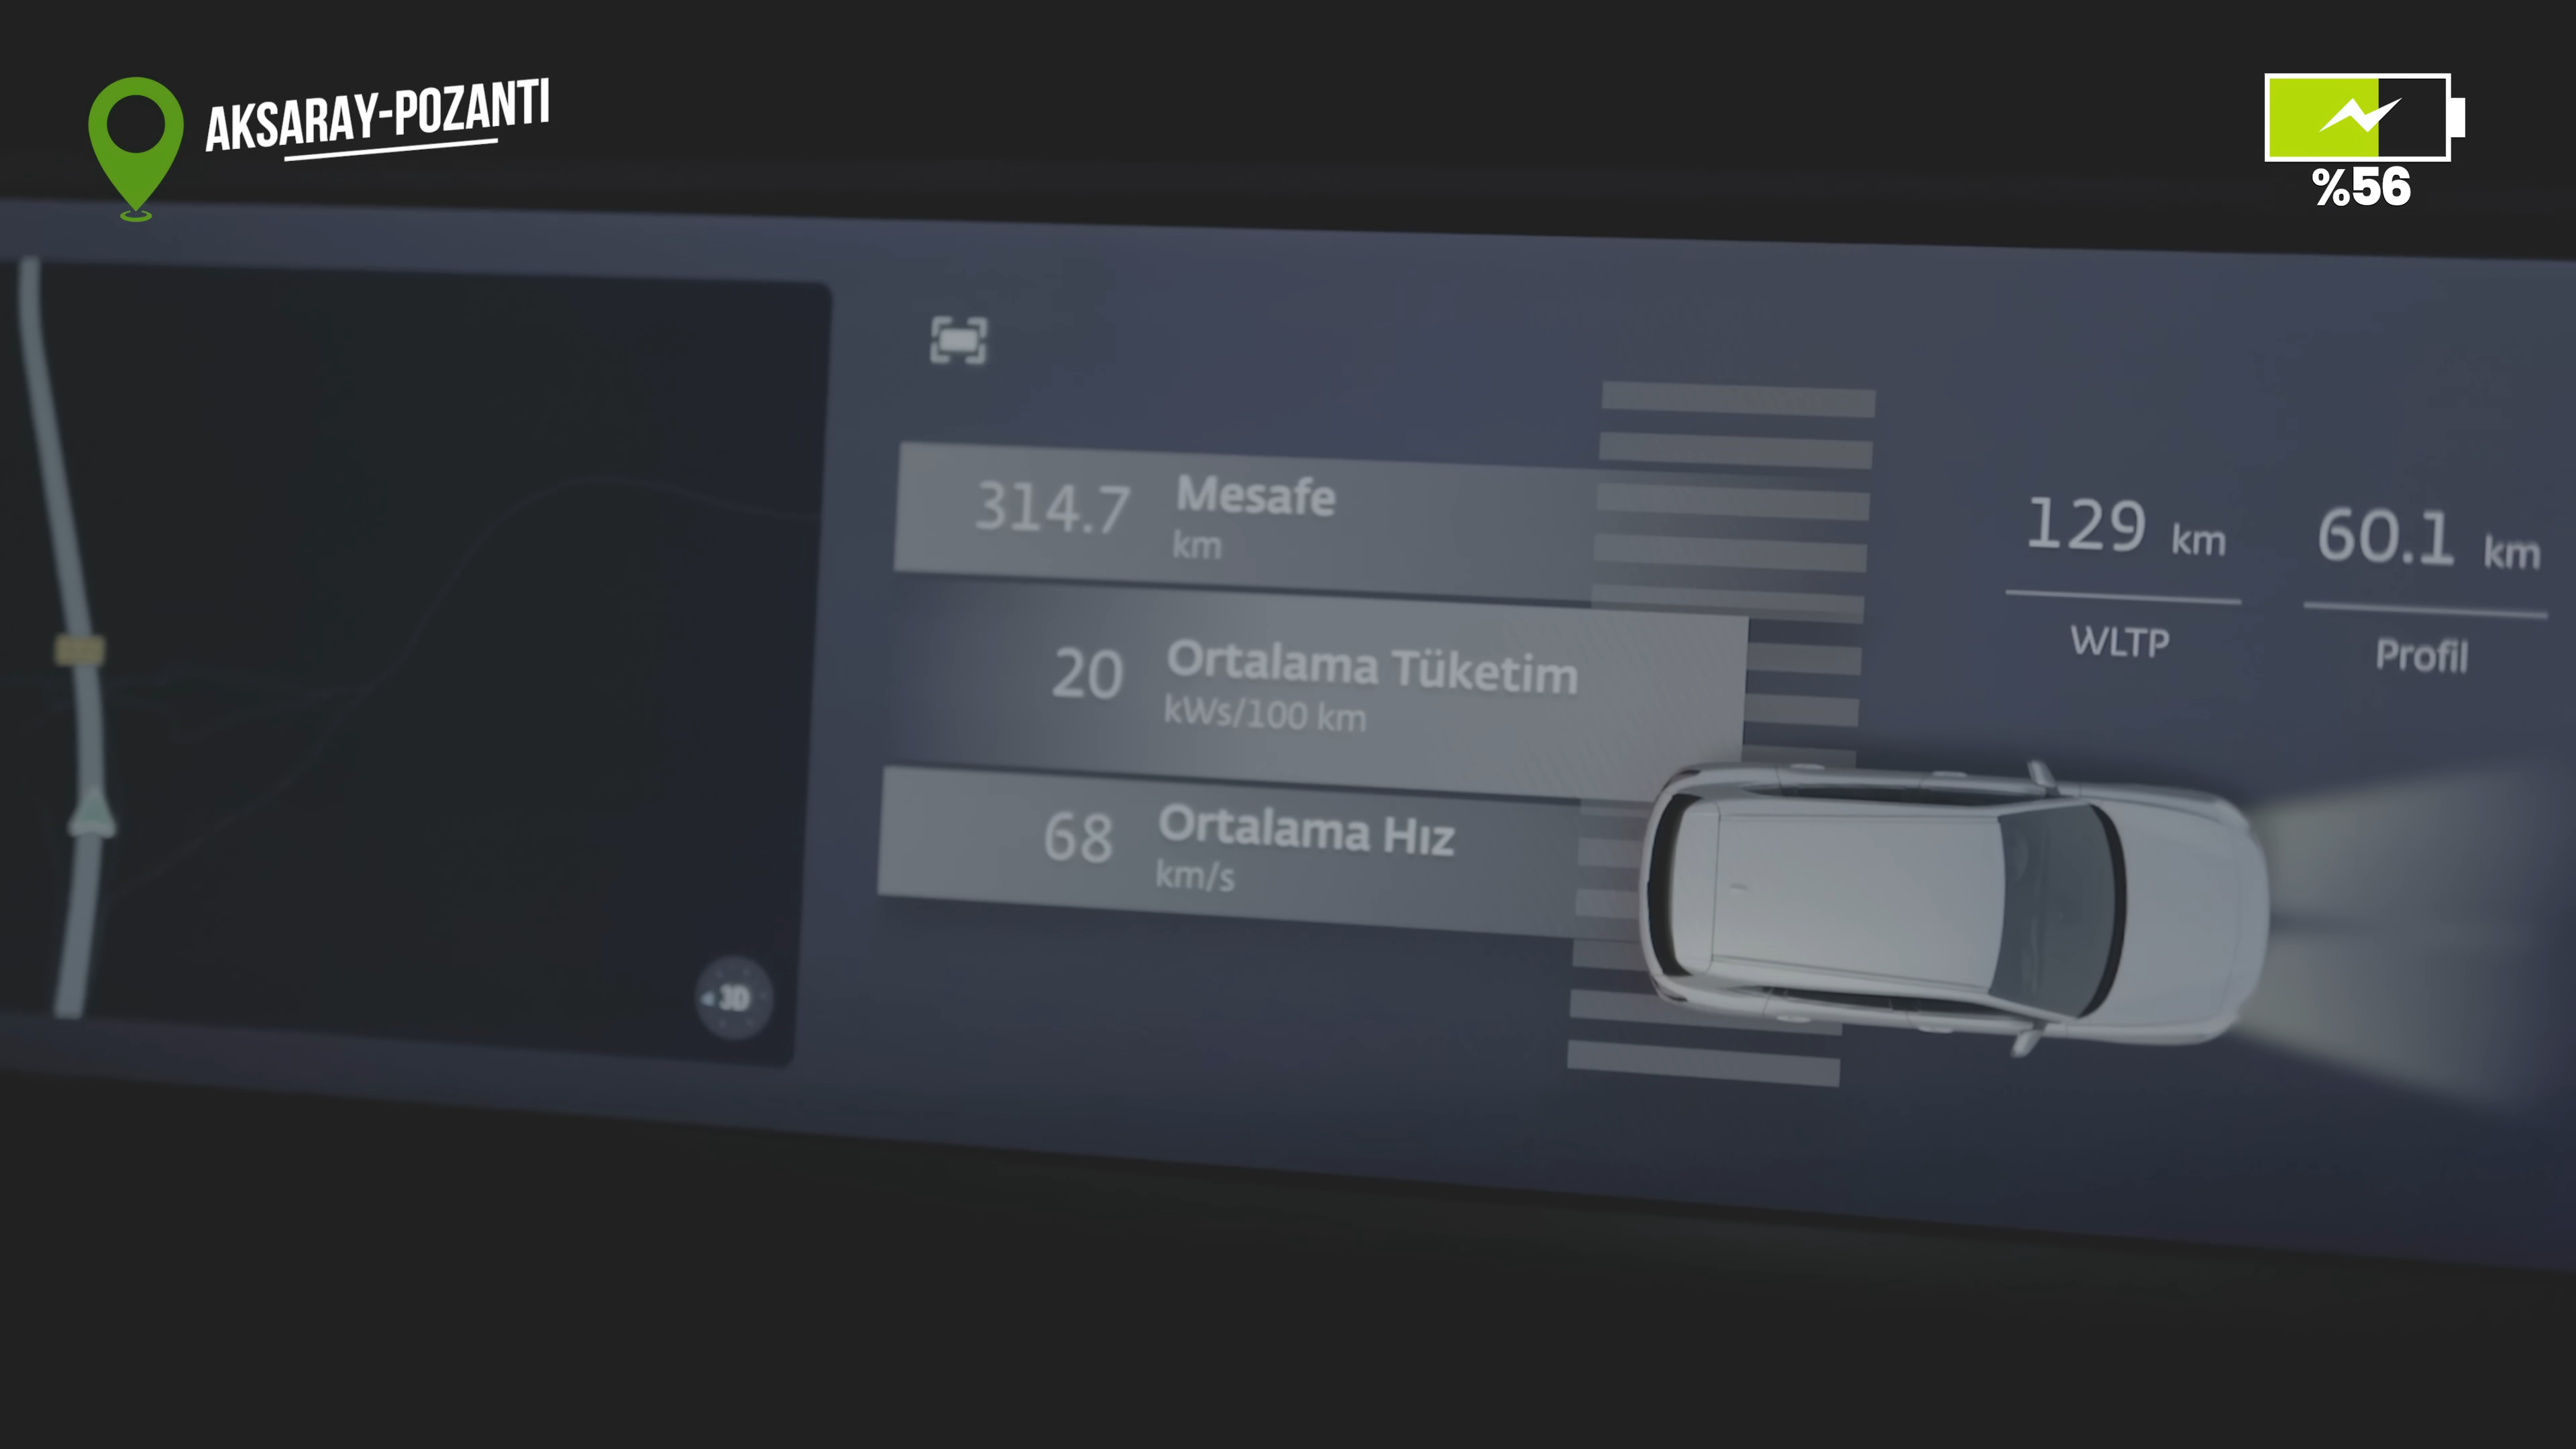 AKSARAY-POZANTI
%56
314.7 Mesafe
km
20 Ortalama Tüketim
kWs/100 km
68 Ortalama Hız
km/s
129 km
WLTP
60.1 km
Profil
3D